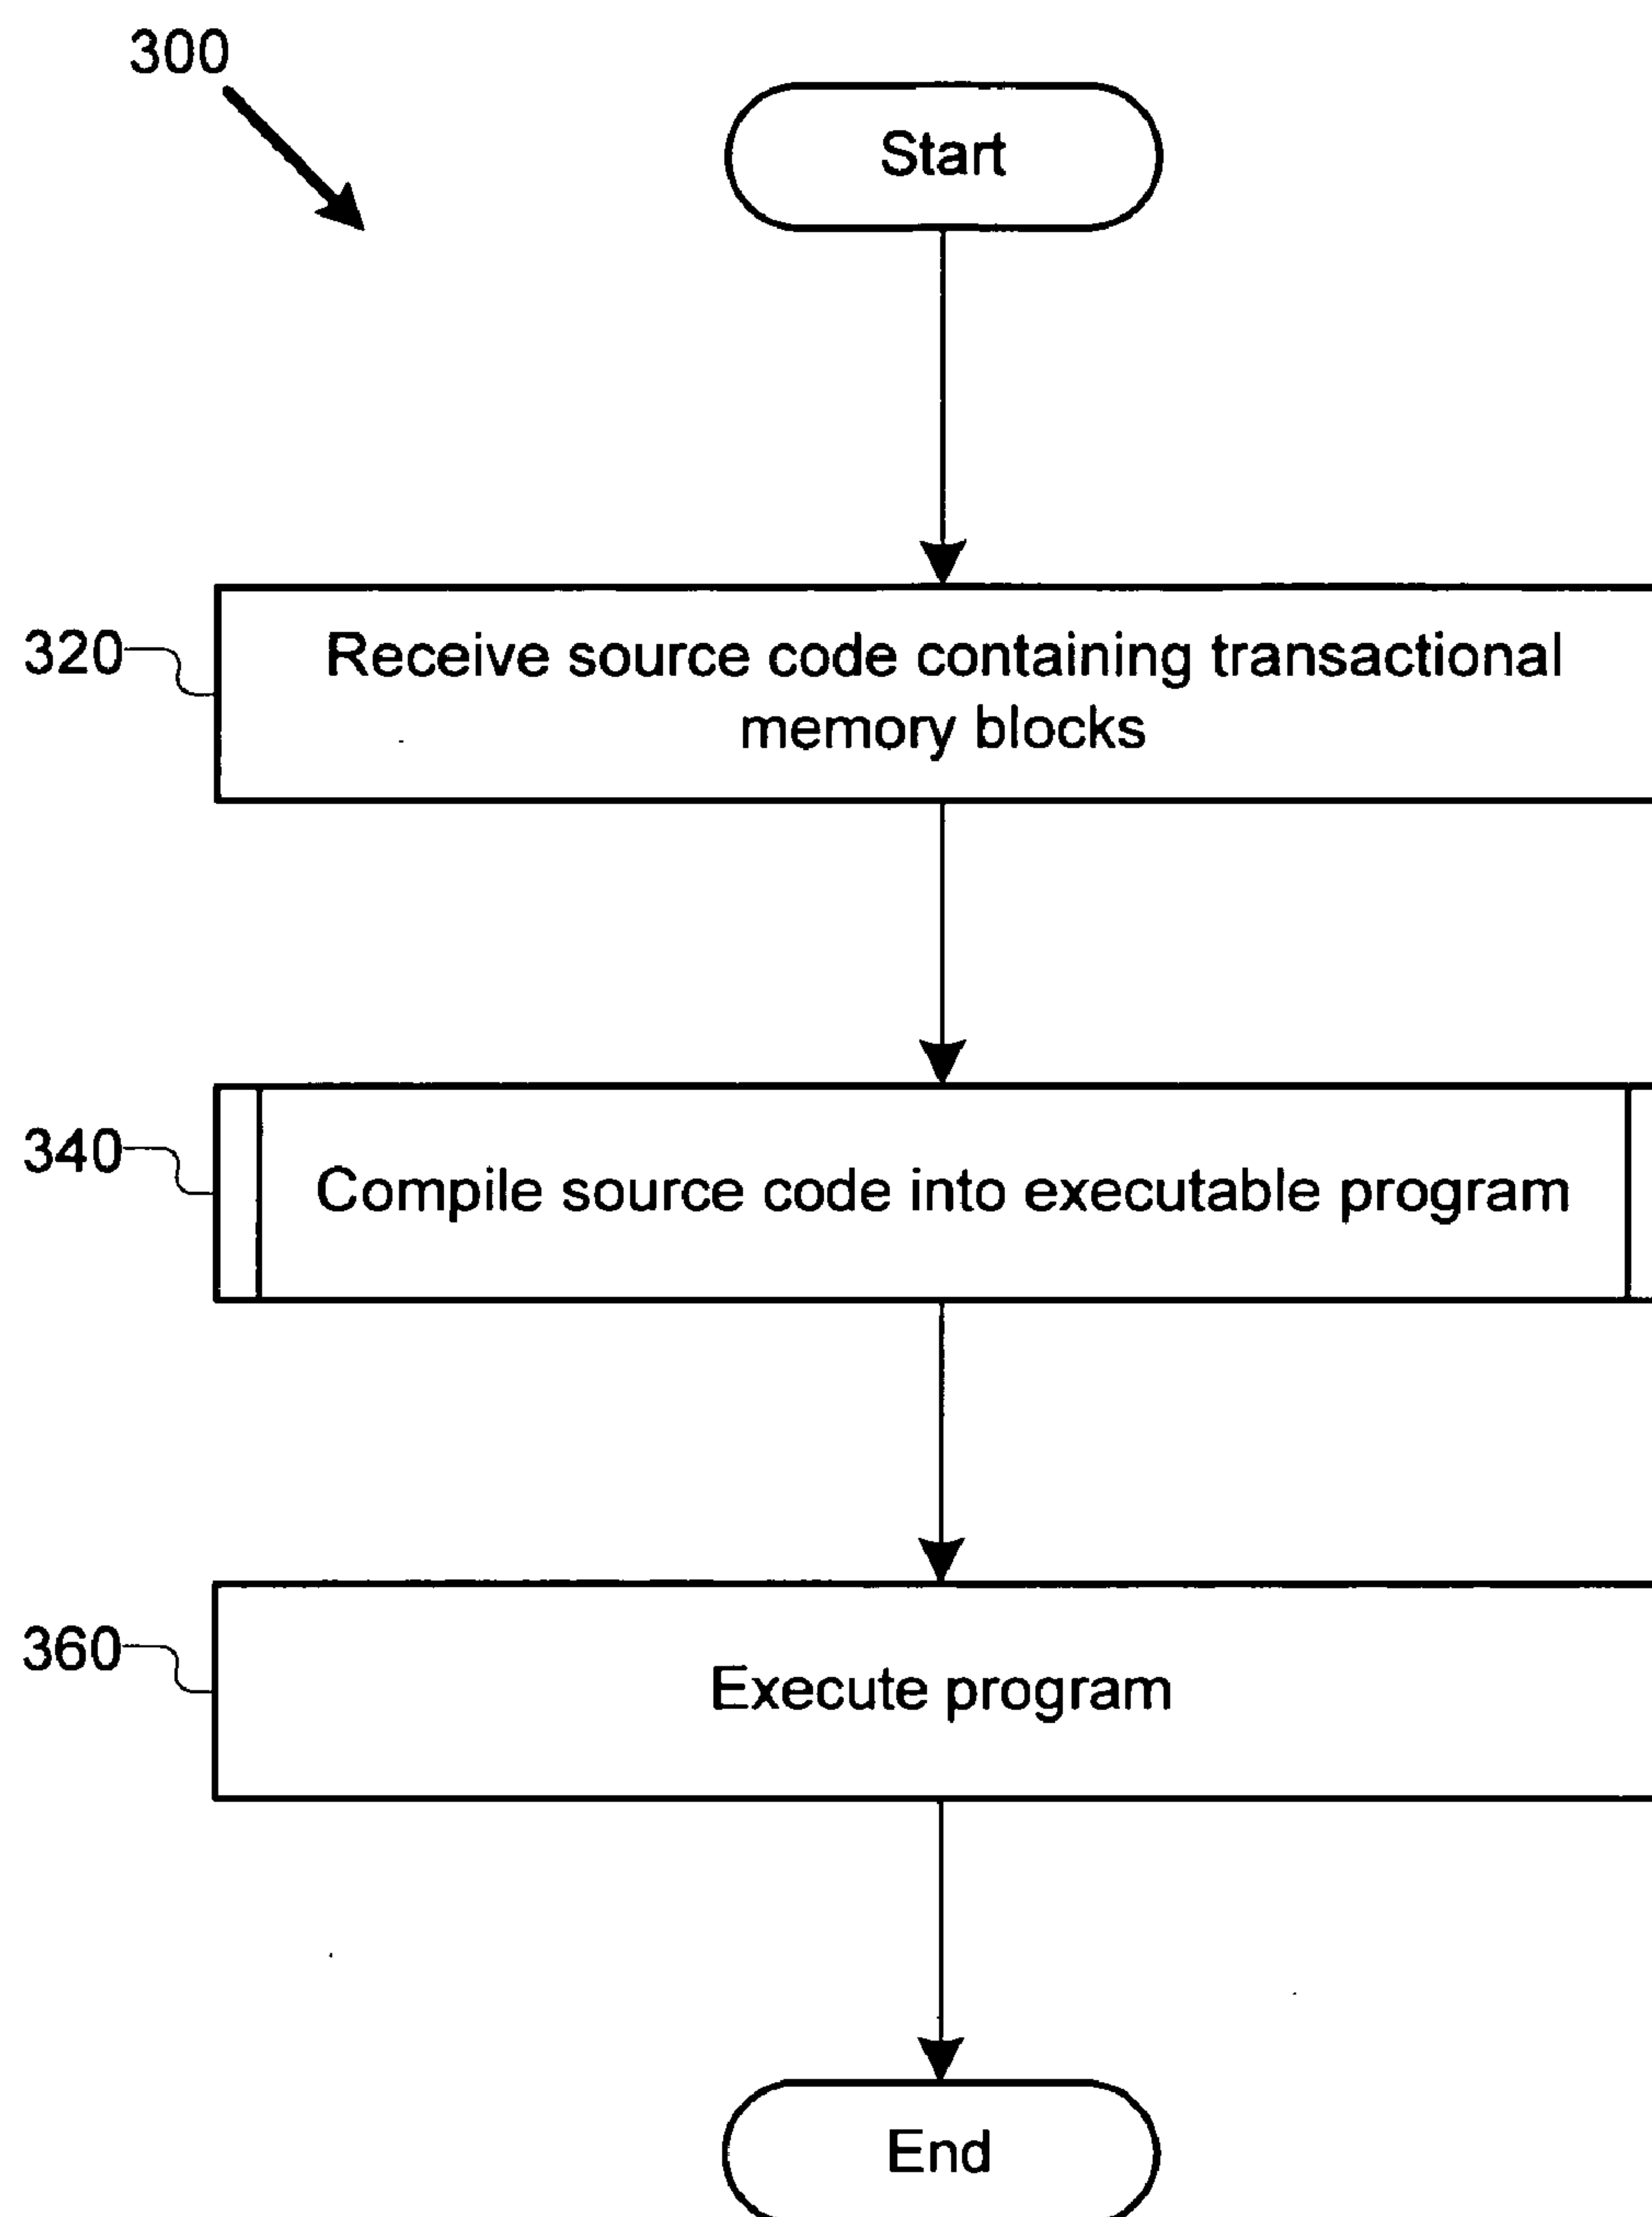 300
Start
320
Receive source code containing transactional
memory blocks
340
Compile source code into executable program
360
Execute program
End